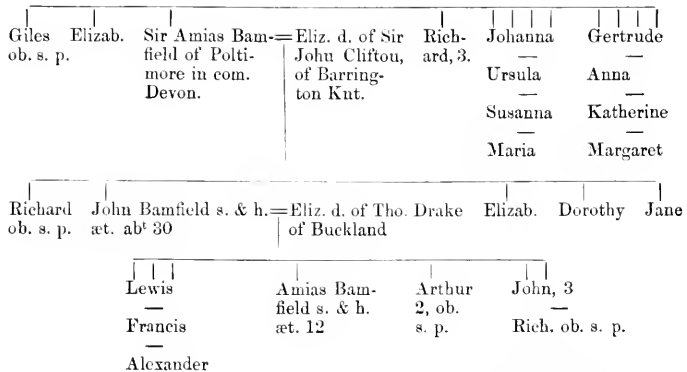 Giles Elizab. Sir Amias Bam-=Eliz. d. of Sir Rich- Johanna Gertrude
ob. s. p. field of Polti- John Cliftou, ard, 3. — —
more in com. of Barring- Ursula Anna
Devon. ton Knt. — —
Susanna Katherine
— —
Maria Margaret
Richard John Bamfield s. & h.=Eliz. d. of Tho. Drake Elizab. Dorothy Jane
ob. s. p. æt. abt 30 of Buckland
Lewis Amias Bam- Arthur John, 3
— field s. & h. 2, ob. —
Francis æt. 12 s. p. Rich. ob. s. p.
—
Alexander